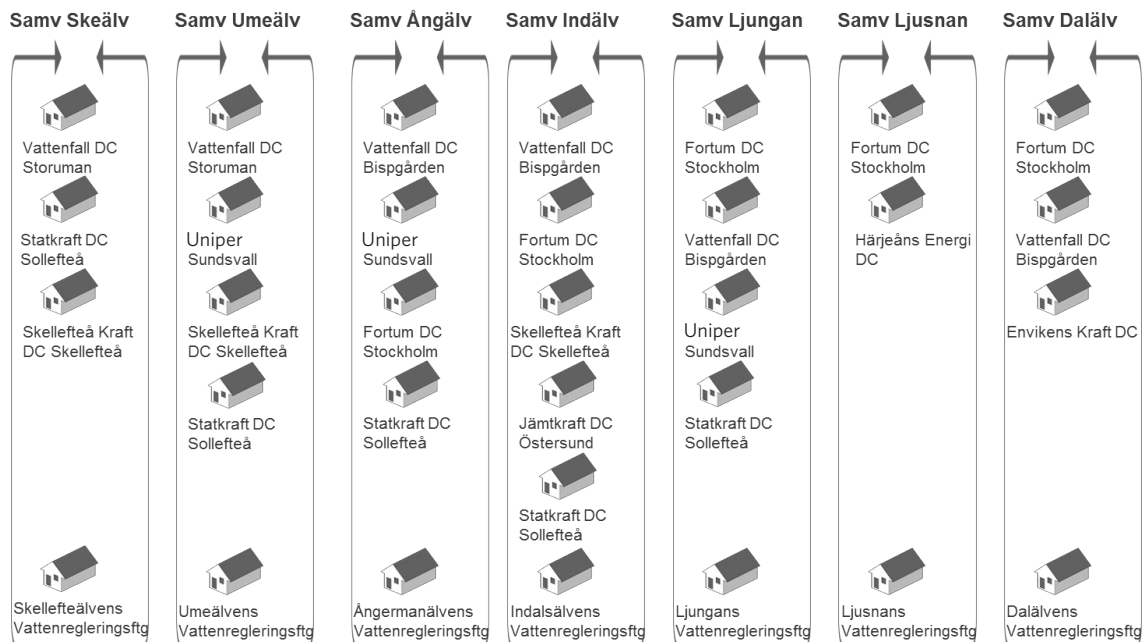 Samv Skeälv
Vattenfall DC
Storuman
Statkraft DC
Sollefteå
Skellefteå Kraft
DC Skellefteå
Skellefteälvens
Vattenregleringsftg
Samv Umeälv
Vattenfall DC
Storuman
Uniper
Sundsvall
Skellefteå Kraft
DC Skellefteå
Statkraft DC
Sollefteå
Umeälvens
Vattenregleringsftg
Samv Ångälv
Vattenfall DC
Bispgården
Uniper
Sundsvall
Fortum DC
Stockholm
Statkraft DC
Sollefteå
Ångermanälvens
Vattenregleringsftg
Samv Indälv
Vattenfall DC
Bispgården
Fortum DC
Stockholm
Skellefteå Kraft
DC Skellefteå
Jämtkraft DC
Östersund
Statkraft DC
Sollefteå
Indalsälvens
Vattenregleringsftg
Samv Ljungan
Fortum DC
Stockholm
Vattenfall DC
Bispgården
Uniper
Sundsvall
Statkraft DC
Sollefteå
Ljungans
Vattenregleringsftg
Samv Ljusnan
Fortum DC
Stockholm
Härjeåns Energi
DC
Ljusnans
Vattenregleringsftg
Samv Dalälv
Fortum DC
Stockholm
Vattenfall DC
Bispgården
Envikens Kraft DC
Dalälvens
Vattenregleringsftg